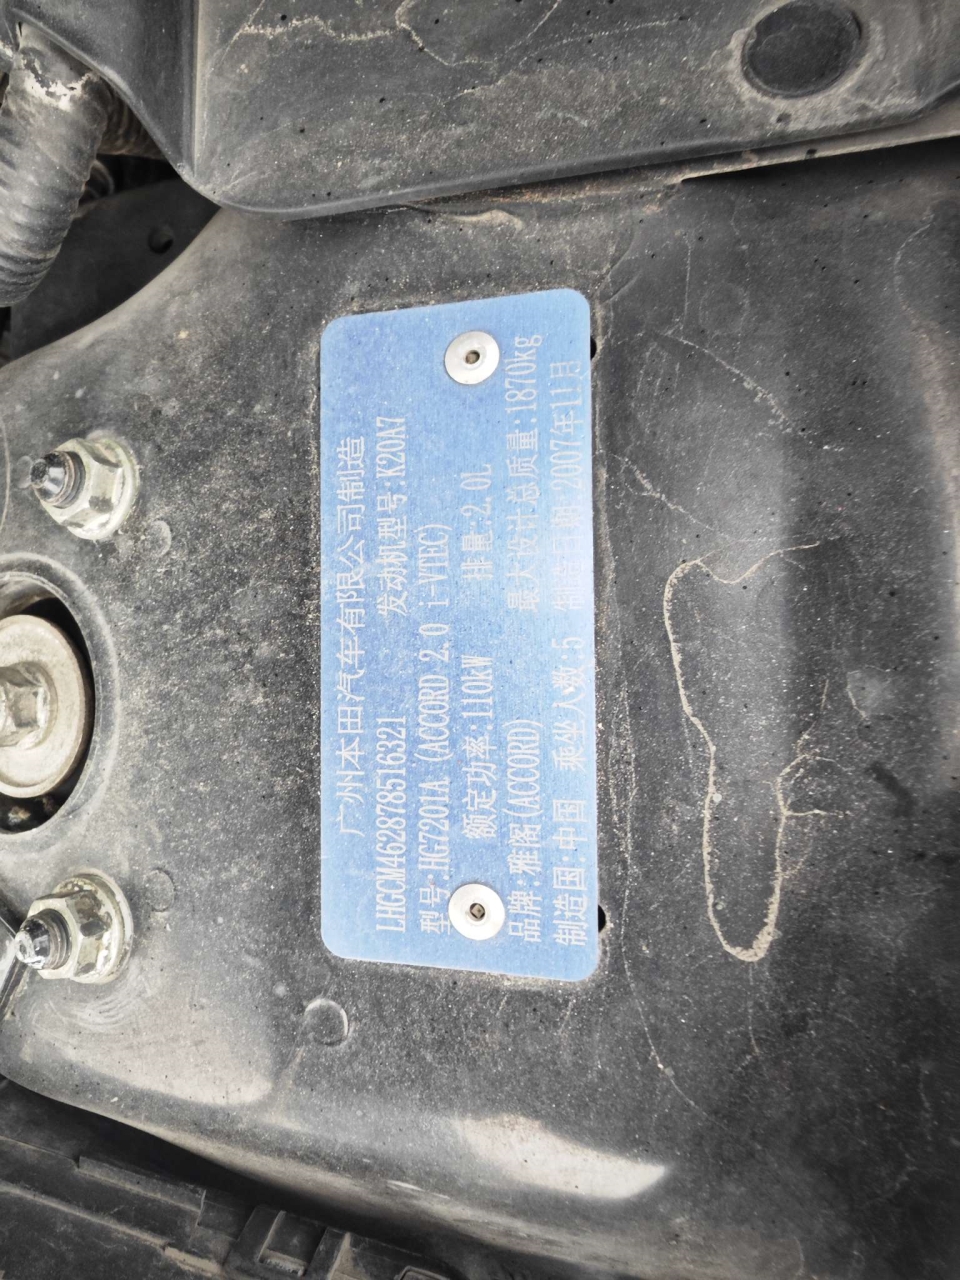 广州本田汽车有限公司制造
LHGCM462878516321 发动机型号:K20A7
型号:HG7201A (ACCORD 2.0 i-VTEC)
额定功率:110kW 排量:2.0L
品牌:雅阁(ACCORD) 最大设计总质量:1870kg
制造国:中国 乘坐人数:5 制造日期:2007年11月